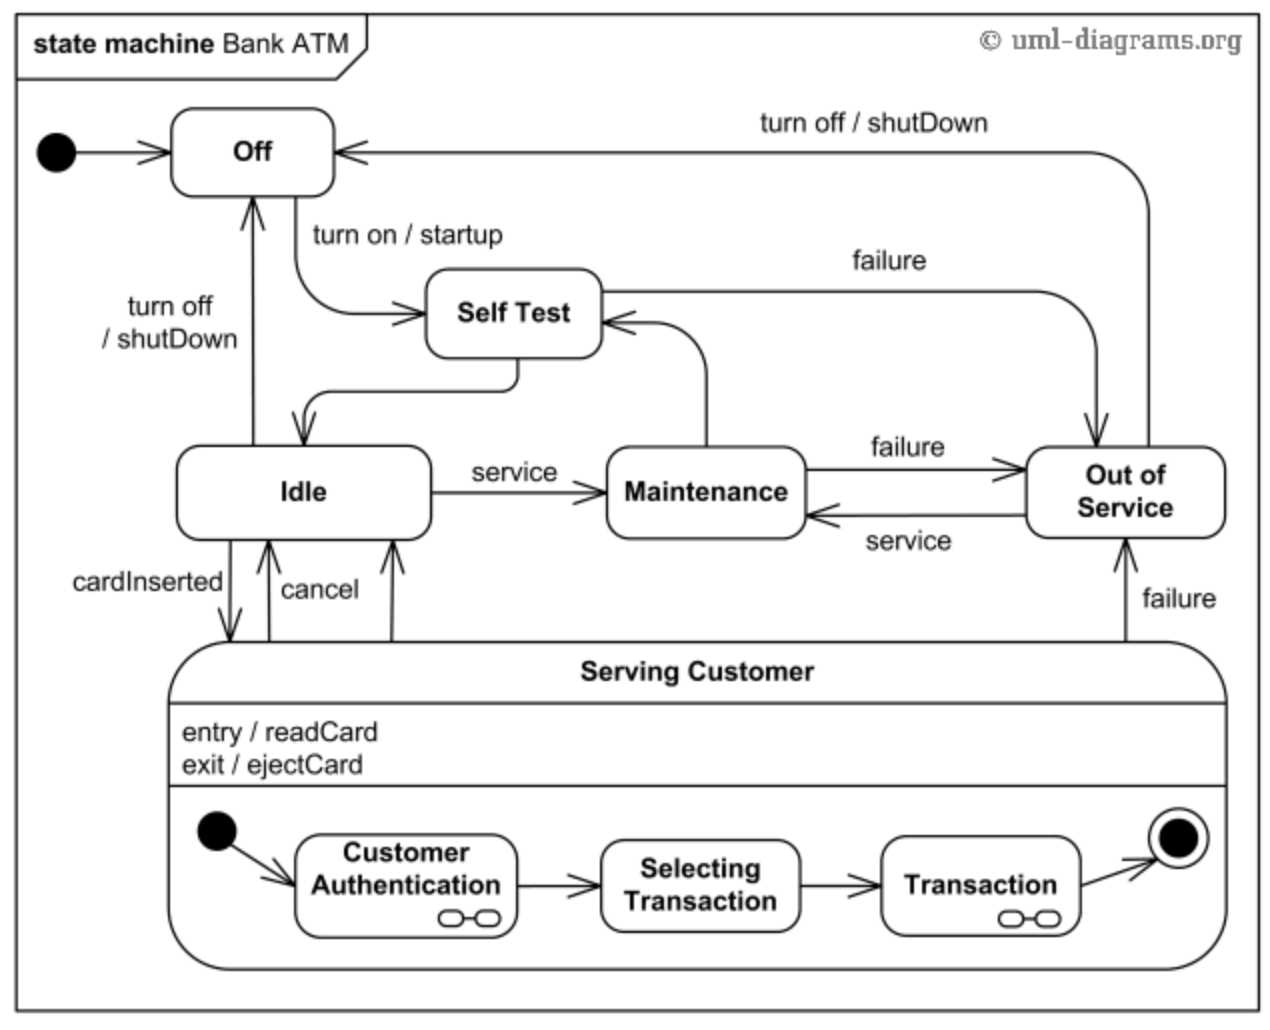 state machine Bank ATM
© uml-diagrams.org
turn off / shutDown
Off
turn on / startup
failure
Self Test
turn off
/ shutDown
Idle
service
Maintenance
failure
service
Out of
Service
cardInserted
cancel
failure
Serving Customer
entry / readCard
exit / ejectCard
Customer
Authentication
Selecting
Transaction
Transaction